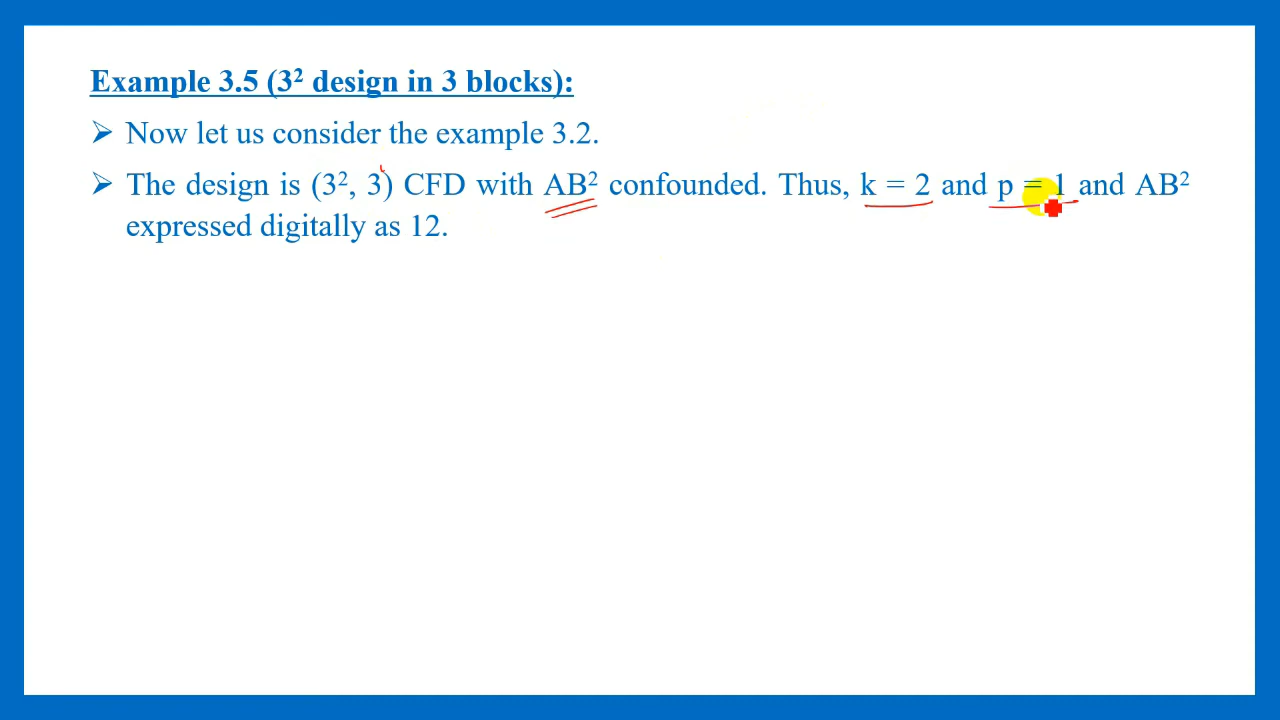 Example 3.5 (3² design in 3 blocks):
➢ Now let us consider the example 3.2.
➢ The design is (3², 3) CFD with AB² confounded. Thus, k = 2 and p = 1 and AB²
expressed digitally as 12.